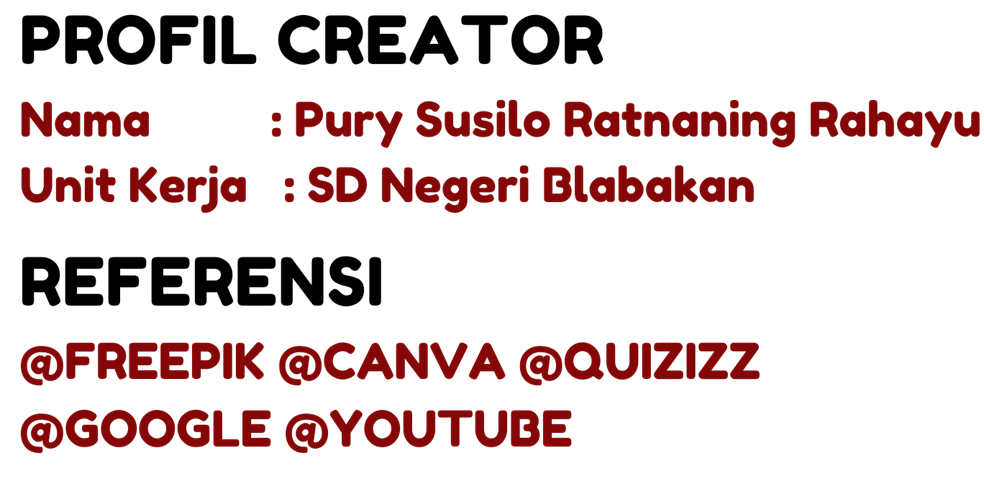 PROFIL CREATOR
Nama : Pury Susilo Ratnaning Rahayu
Unit Kerja : SD Negeri Blabakan
REFERENSI
@FREEPIK @CANVA @QUIZIZZ
@GOOGLE @YOUTUBE